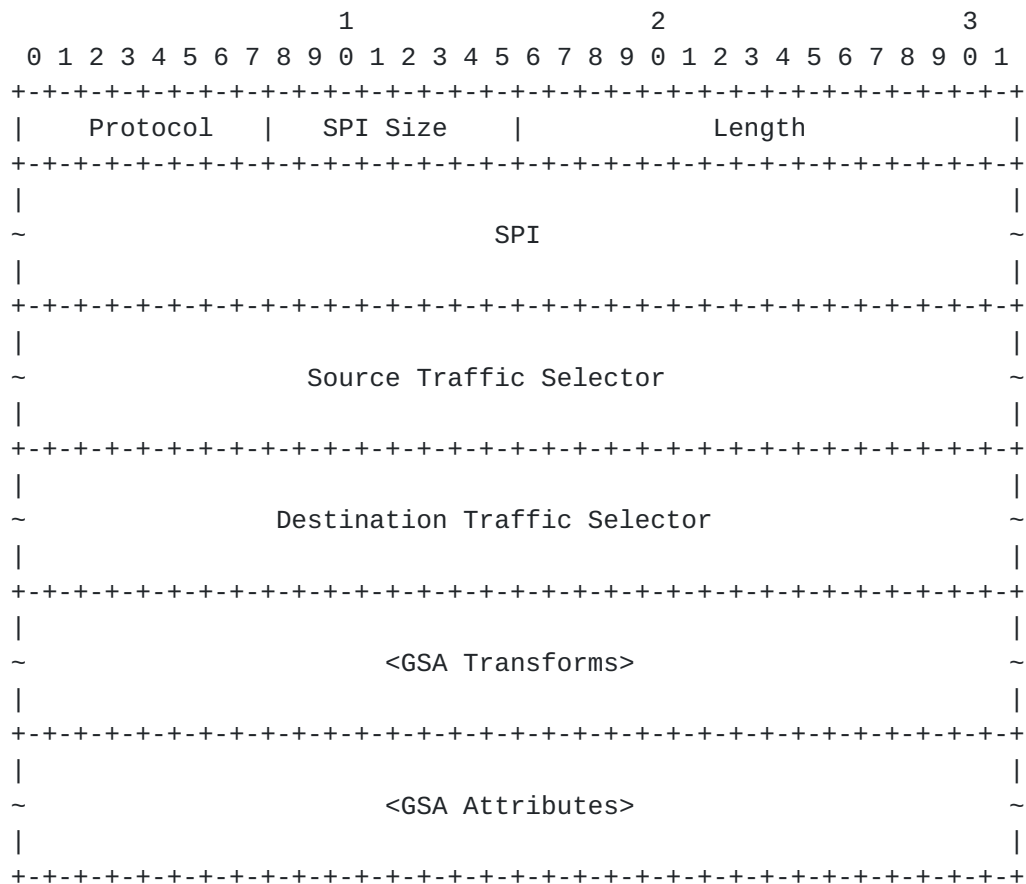 1                   2                   3
 0 1 2 3 4 5 6 7 8 9 0 1 2 3 4 5 6 7 8 9 0 1 2 3 4 5 6 7 8 9 0 1
+-+-+-+-+-+-+-+-+-+-+-+-+-+-+-+-+-+-+-+-+-+-+-+-+-+-+-+-+-+-+-+-+
|    Protocol   |   SPI Size    |            Length             |
+-+-+-+-+-+-+-+-+-+-+-+-+-+-+-+-+-+-+-+-+-+-+-+-+-+-+-+-+-+-+-+-+
|                                                               |
~                              SPI                              ~
|                                                               |
+-+-+-+-+-+-+-+-+-+-+-+-+-+-+-+-+-+-+-+-+-+-+-+-+-+-+-+-+-+-+-+-+
|                                                               |
~                  Source Traffic Selector                      ~
|                                                               |
+-+-+-+-+-+-+-+-+-+-+-+-+-+-+-+-+-+-+-+-+-+-+-+-+-+-+-+-+-+-+-+-+
|                                                               |
~                Destination Traffic Selector                   ~
|                                                               |
+-+-+-+-+-+-+-+-+-+-+-+-+-+-+-+-+-+-+-+-+-+-+-+-+-+-+-+-+-+-+-+-+
|                                                               |
~                       <GSA Transforms>                        ~
|                                                               |
+-+-+-+-+-+-+-+-+-+-+-+-+-+-+-+-+-+-+-+-+-+-+-+-+-+-+-+-+-+-+-+-+
|                                                               |
~                       <GSA Attributes>                        ~
|                                                               |
+-+-+-+-+-+-+-+-+-+-+-+-+-+-+-+-+-+-+-+-+-+-+-+-+-+-+-+-+-+-+-+-+